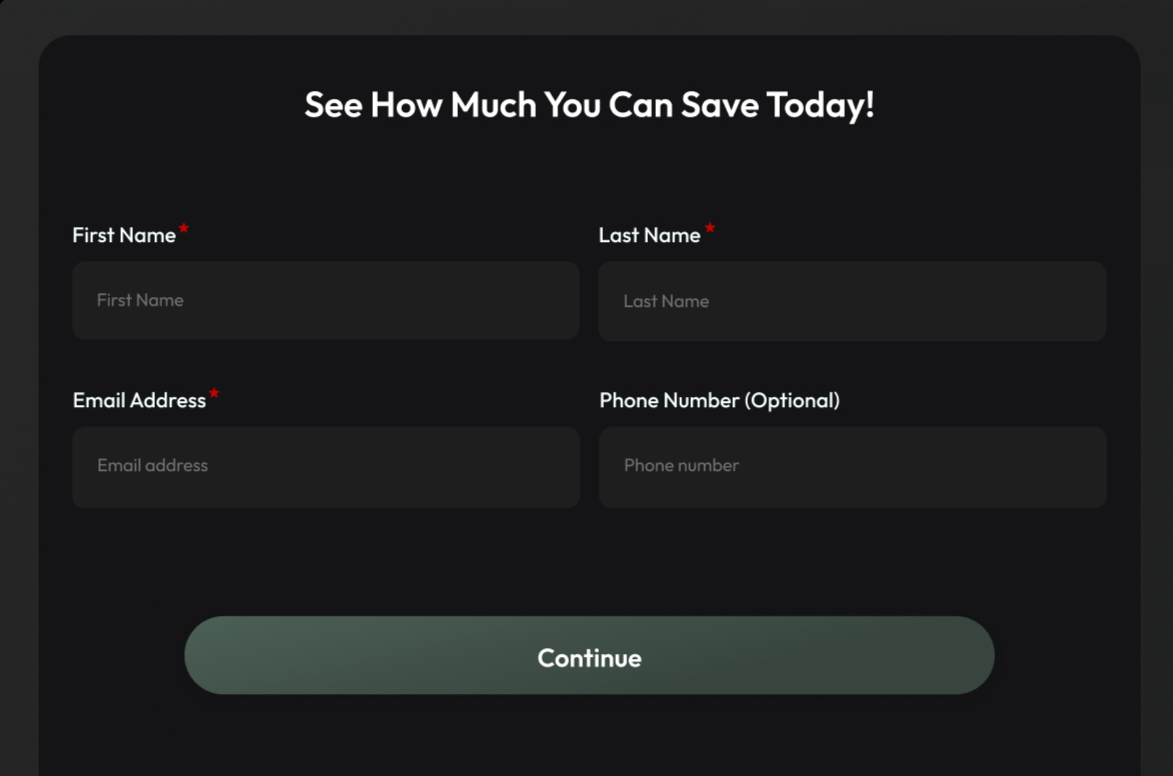 See How Much You Can Save Today!
First Name* Last Name *
First Name Last Name
Email Address* Phone Number (Optional)
Email address Phone number
Continue